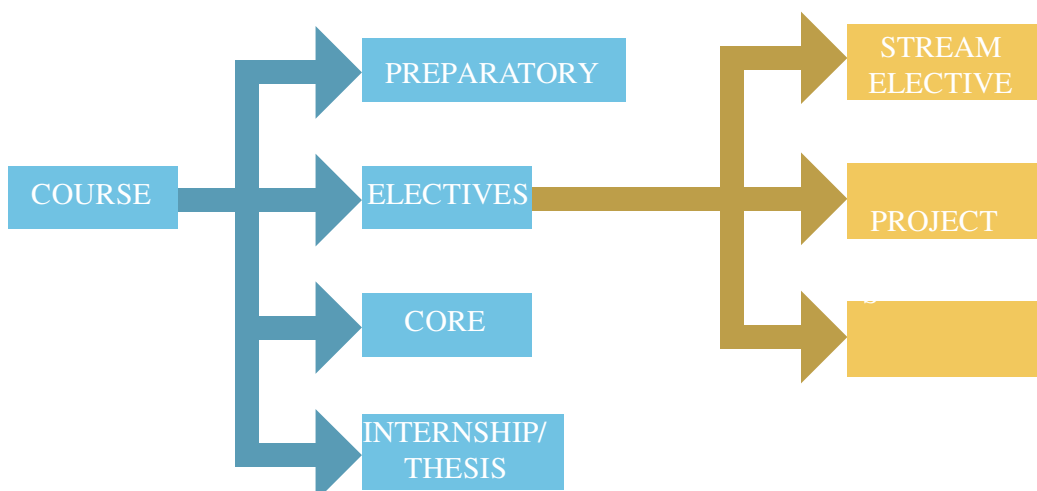 COURSE
PREPARATORY
ELECTIVES
CORE
INTERNSHIP/
THESIS
STREAM
ELECTIVE
PROJECT